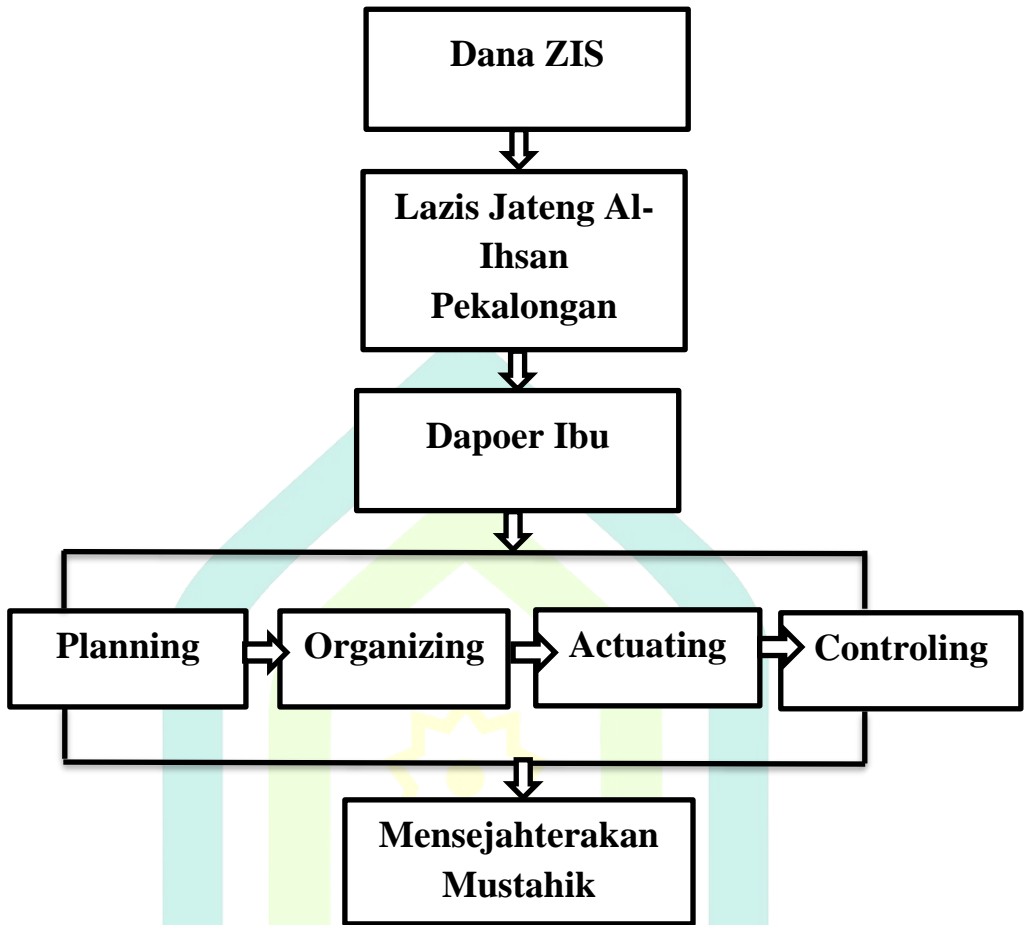 Dana ZIS
Lazis Jateng Al-
Ihsan
Pekalongan
Dapoer Ibu
Planning
Organizing
Actuating
Controling
Mensejahterakan
Mustahik